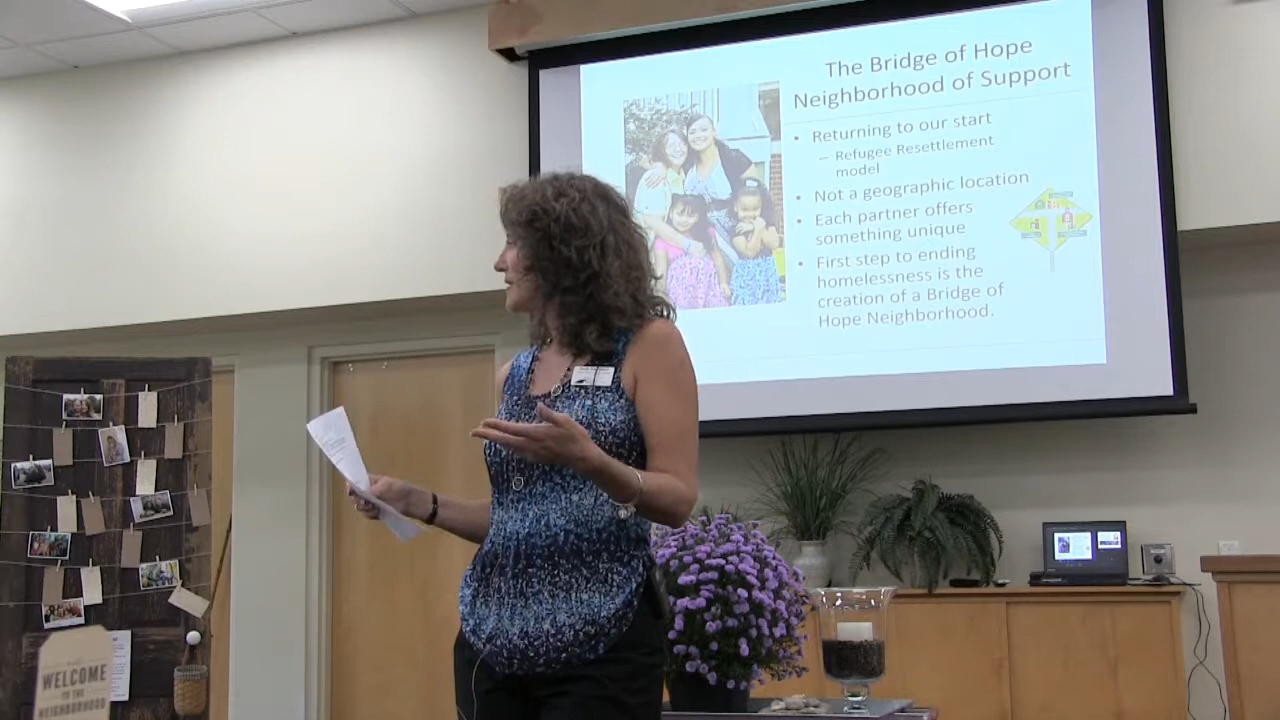 The Bridge of Hope
Neighborhood of Support
• Returning to our start
– Refugee Resettlement
model
• Not a geographic location
• Each partner offers
something unique
• First step to ending
homelessness is the
creation of a Bridge of
Hope Neighborhood.
WELCOME
TO THE
NEIGHBORHOOD